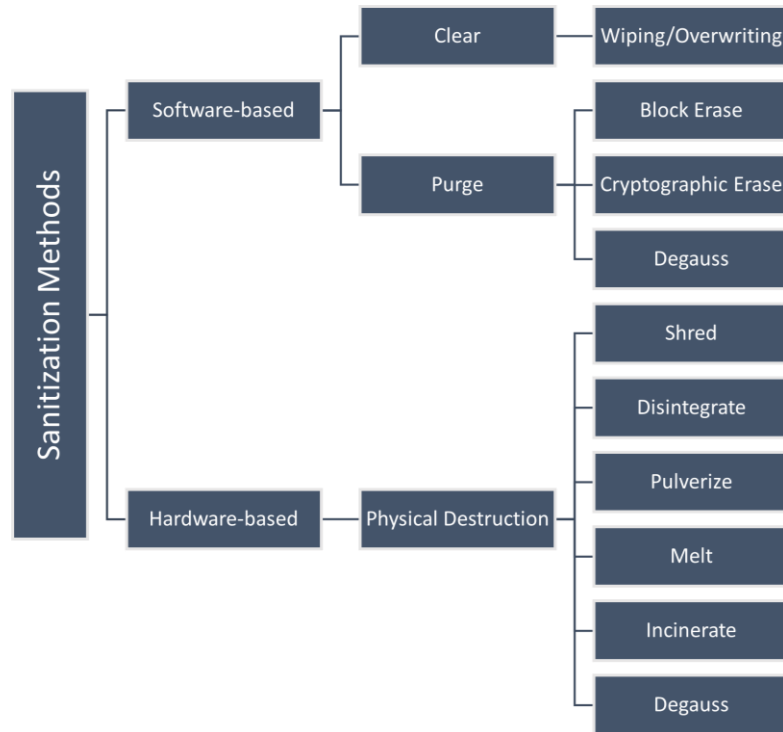 Sanitization Methods
Software-based
Clear
Wiping/Overwriting
Purge
Block Erase
Cryptographic Erase
Degauss
Hardware-based
Physical Destruction
Shred
Disintegrate
Pulverize
Melt
Incinerate
Degauss